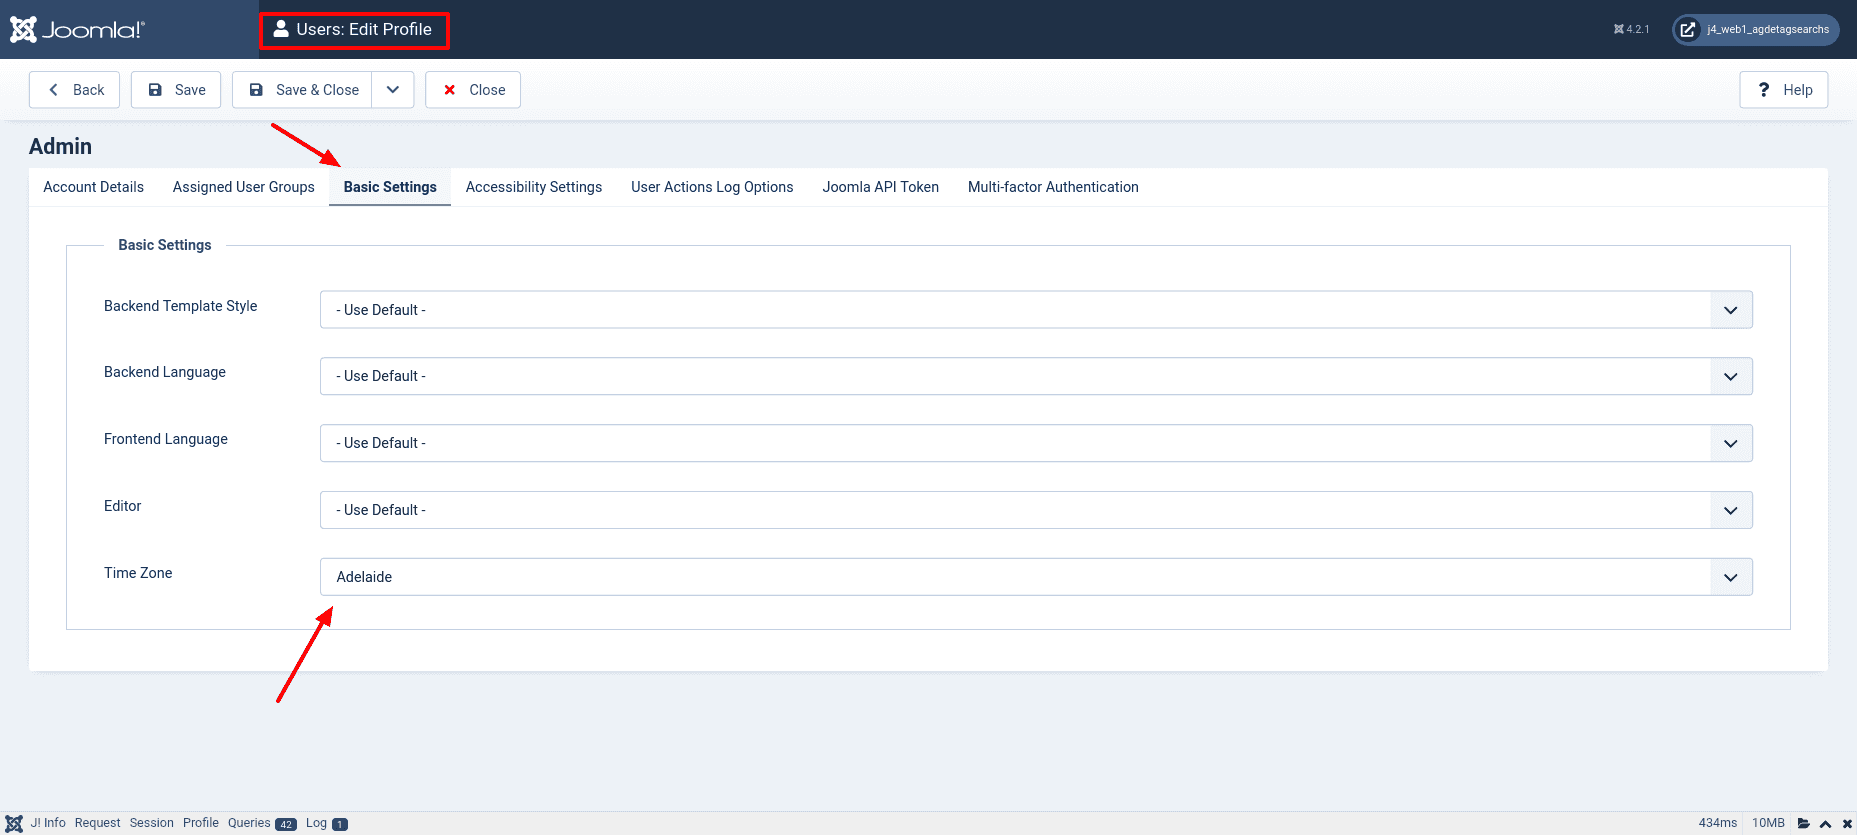 Joomla!® Users: Edit Profile 4.2.1 j4_web1_agdetagsearchs
Back Save Save & Close Close ? Help
Admin
Account Details Assigned User Groups Basic Settings Accessibility Settings User Actions Log Options Joomla API Token Multi-factor Authentication
Basic Settings
Backend Template Style - Use Default -
Backend Language - Use Default -
Frontend Language - Use Default -
Editor - Use Default -
Time Zone Adelaide
J! Info Request Session Profile Queries 42 Log 1 434ms 10MB